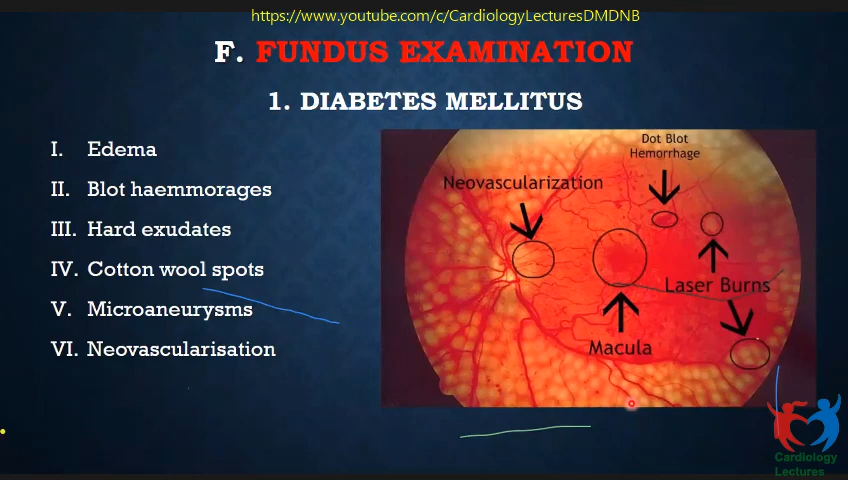 https://www.youtube.com/c/CardiologyLecturesDMDNB
F. FUNDUS EXAMINATION
1. DIABETES MELLITUS
I. Edema
II. Blot haemmorages
III. Hard exudates
IV. Cotton wool spots
V. Microaneurysms
VI. Neovascularisation
Dot Blot
Hemorrhage
Neovascularization
Laser Burns
Macula
Cardiology
Lectures